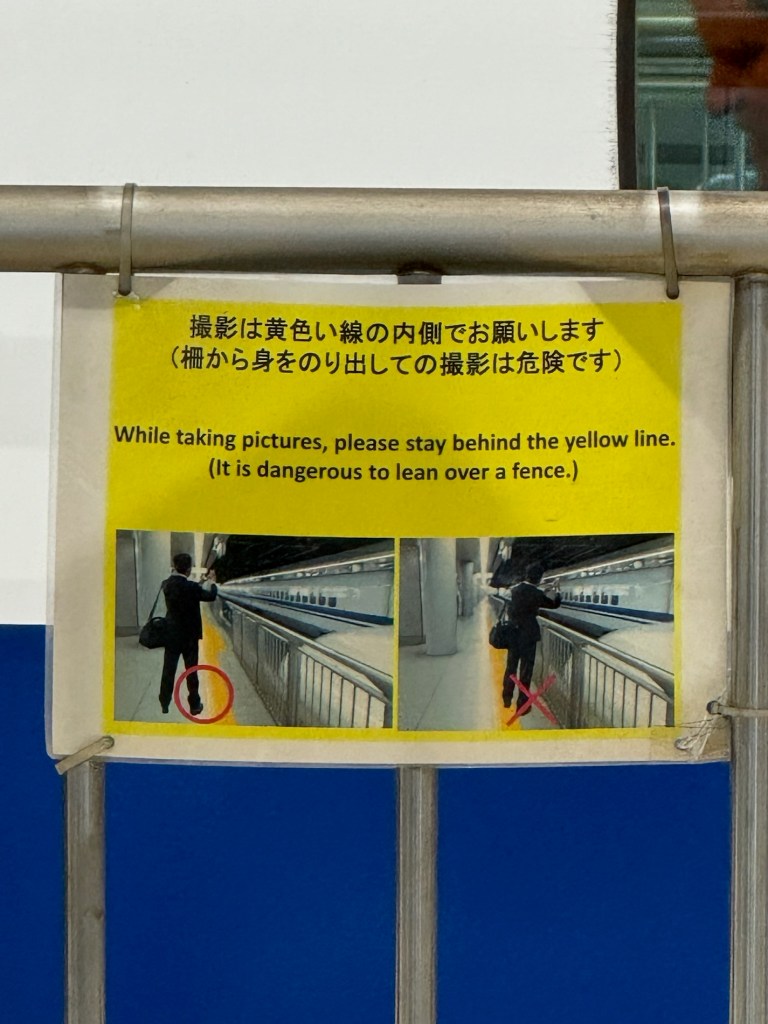 撮影は黄色い線の内側でお願いします
（柵から身をのり出しての撮影は危険です）
While taking pictures, please stay behind the yellow line.
(It is dangerous to lean over a fence.)